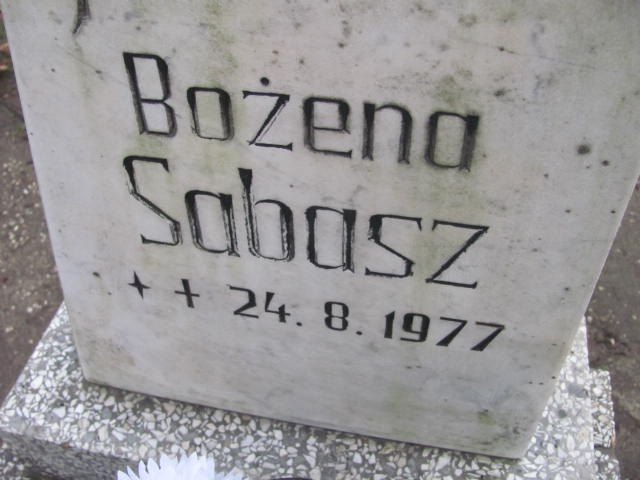 Bożena
Sabasz
++ 24. 8. 1977